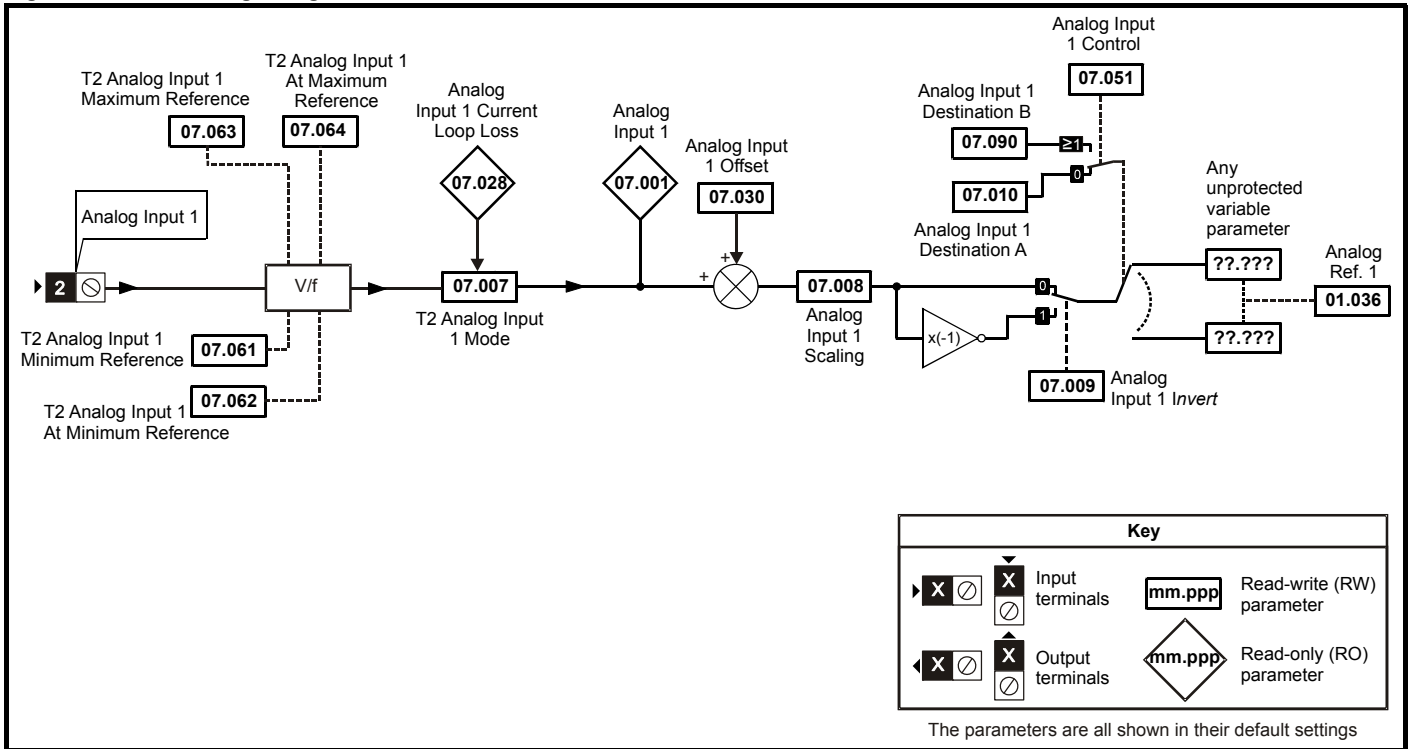 T2 Analog Input 1
Maximum Reference
07.063
T2 Analog Input 1
At Maximum
Reference
07.064
Analog
Input 1 Current
Loop Loss
07.028
Analog
Input 1
07.001
Analog Input
1 Offset
07.030
Analog Input
1 Control
07.051
Analog Input 1
Destination B
07.090
≥1
0
07.010
Analog Input 1
Destination A
Any
unprotected
variable
parameter
??.???
??.???
Analog
Ref. 1
01.036
Analog Input 1
2
V/f
07.007
T2 Analog Input
1 Mode
+
+
07.008
Analog
Input 1
Scaling
0
1
x(-1)
07.009
Analog
Input 1 Invert
T2 Analog Input 1
Minimum Reference
07.061
T2 Analog Input 1
At Minimum Reference
07.062
Key
X
X
Input
terminals
mm.ppp
Read-write (RW)
parameter
X
X
Output
terminals
mm.ppp
Read-only (RO)
parameter
The parameters are all shown in their default settings